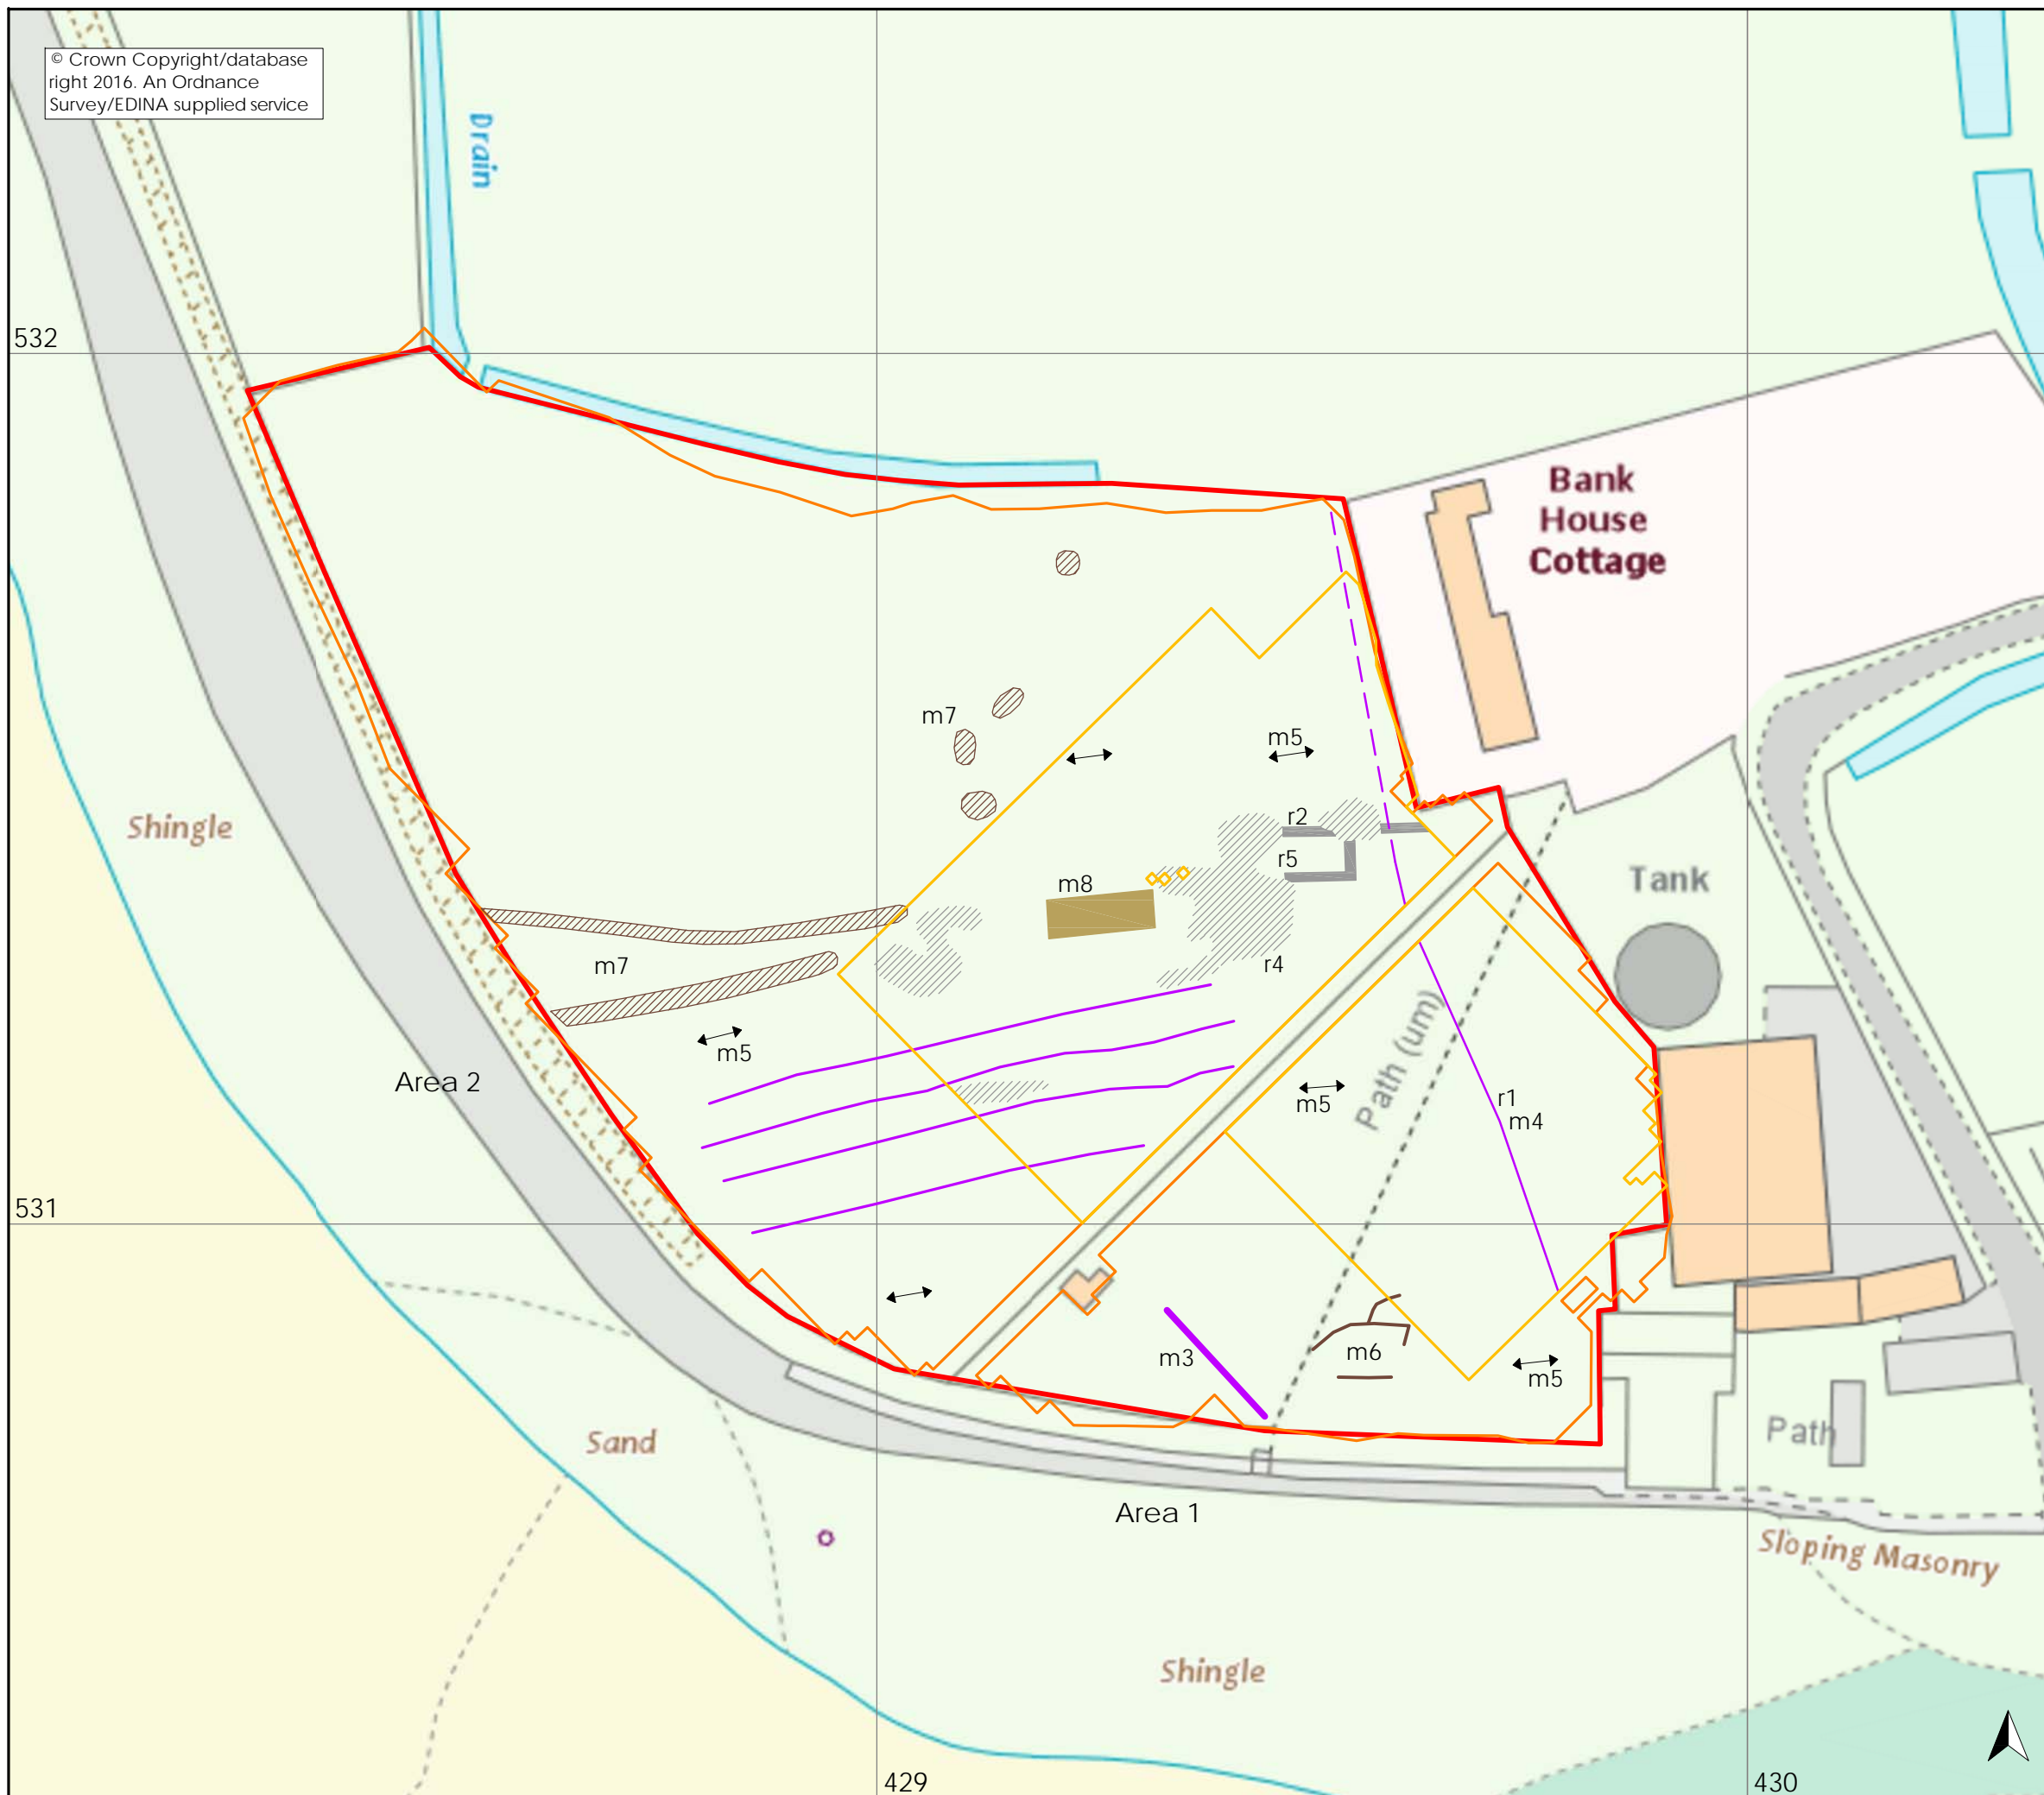 © Crown Copyright/database
right 2016. An Ordnance
Survey/EDINA supplied service
Drain
532
Bank
House
Cottage
m7
m5
Shingle
r2
r5
Tank
m8
m7
r4
m5
Area 2
Path (um)
m5
r1
m4
531
m3
m6
m5
Path
Sand
Area 1
Sloping Masonry
Shingle
429
430